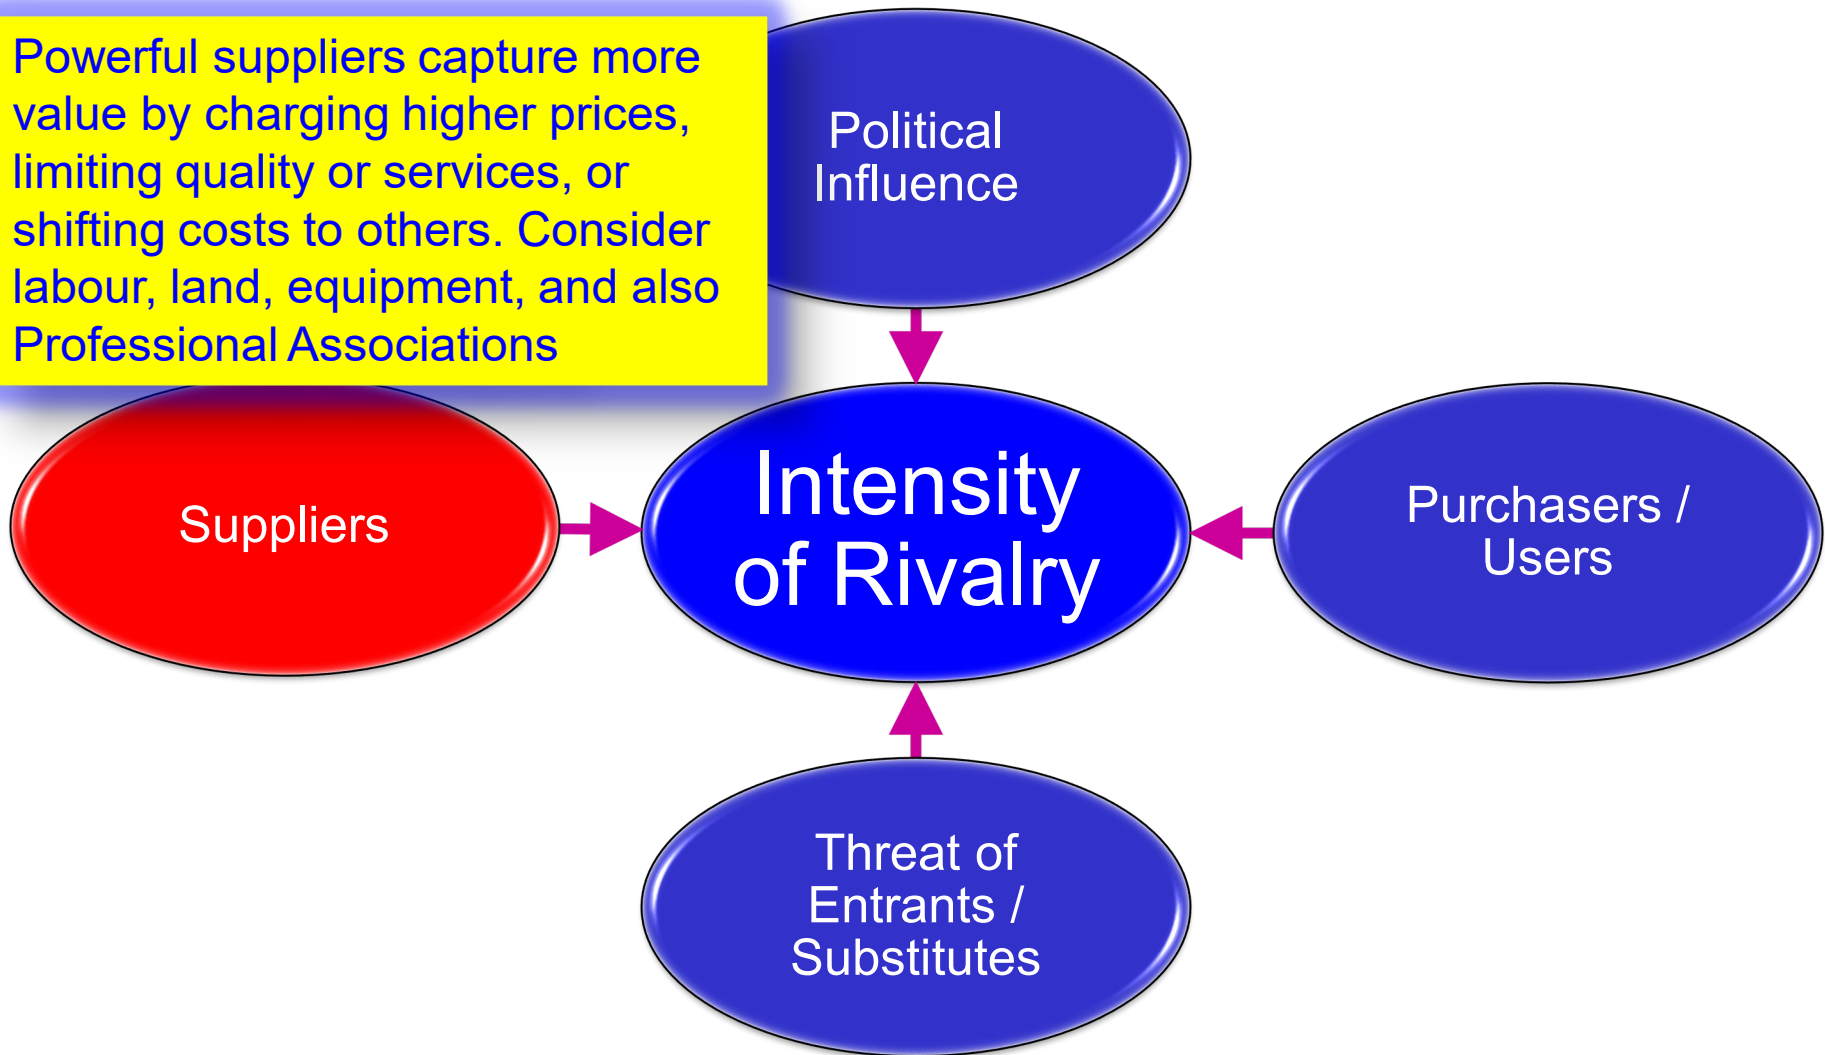 Powerful suppliers capture more
value by charging higher prices,
limiting quality or services, or
shifting costs to others. Consider
labour, land, equipment, and also
Professional Associations
Political
Influence
Suppliers
Intensity
of Rivalry
Purchasers /
Users
Threat of
Entrants /
Substitutes